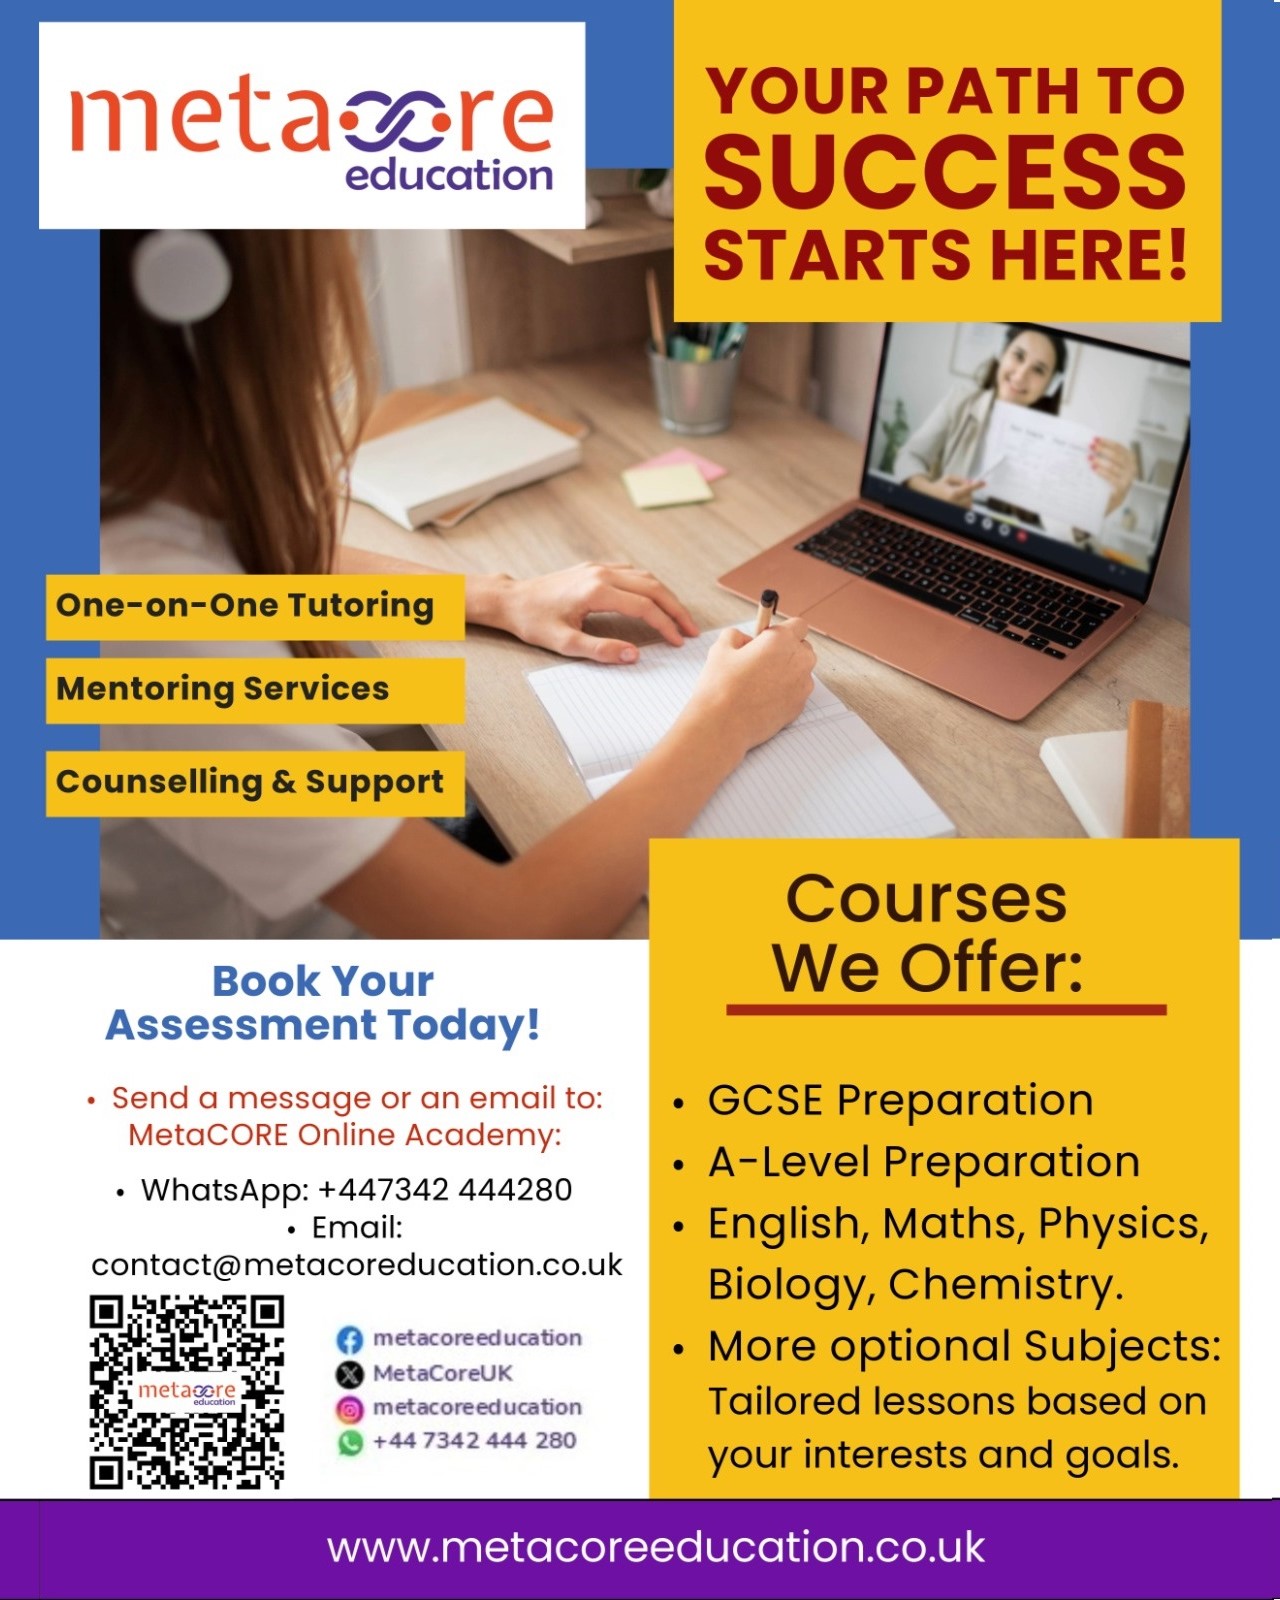 metacore
education
YOUR PATH TO
SUCCESS
STARTS HERE!
One-on-One Tutoring
Mentoring Services
Counselling & Support
Book Your
Assessment Today!
• Send a message or an email to:
MetaCORE Online Academy:
• WhatsApp: +447342 444280
• Email:
contact@metacoreducation.co.uk
metacore
education
metacoreeducation
MetaCoreUK
metacoreeducation
+44 7342 444 280
Courses
We Offer:
• GCSE Preparation
• A-Level Preparation
• English, Maths, Physics,
Biology, Chemistry.
• More optional Subjects:
Tailored lessons based on
your interests and goals.
www.metacoreeducation.co.uk